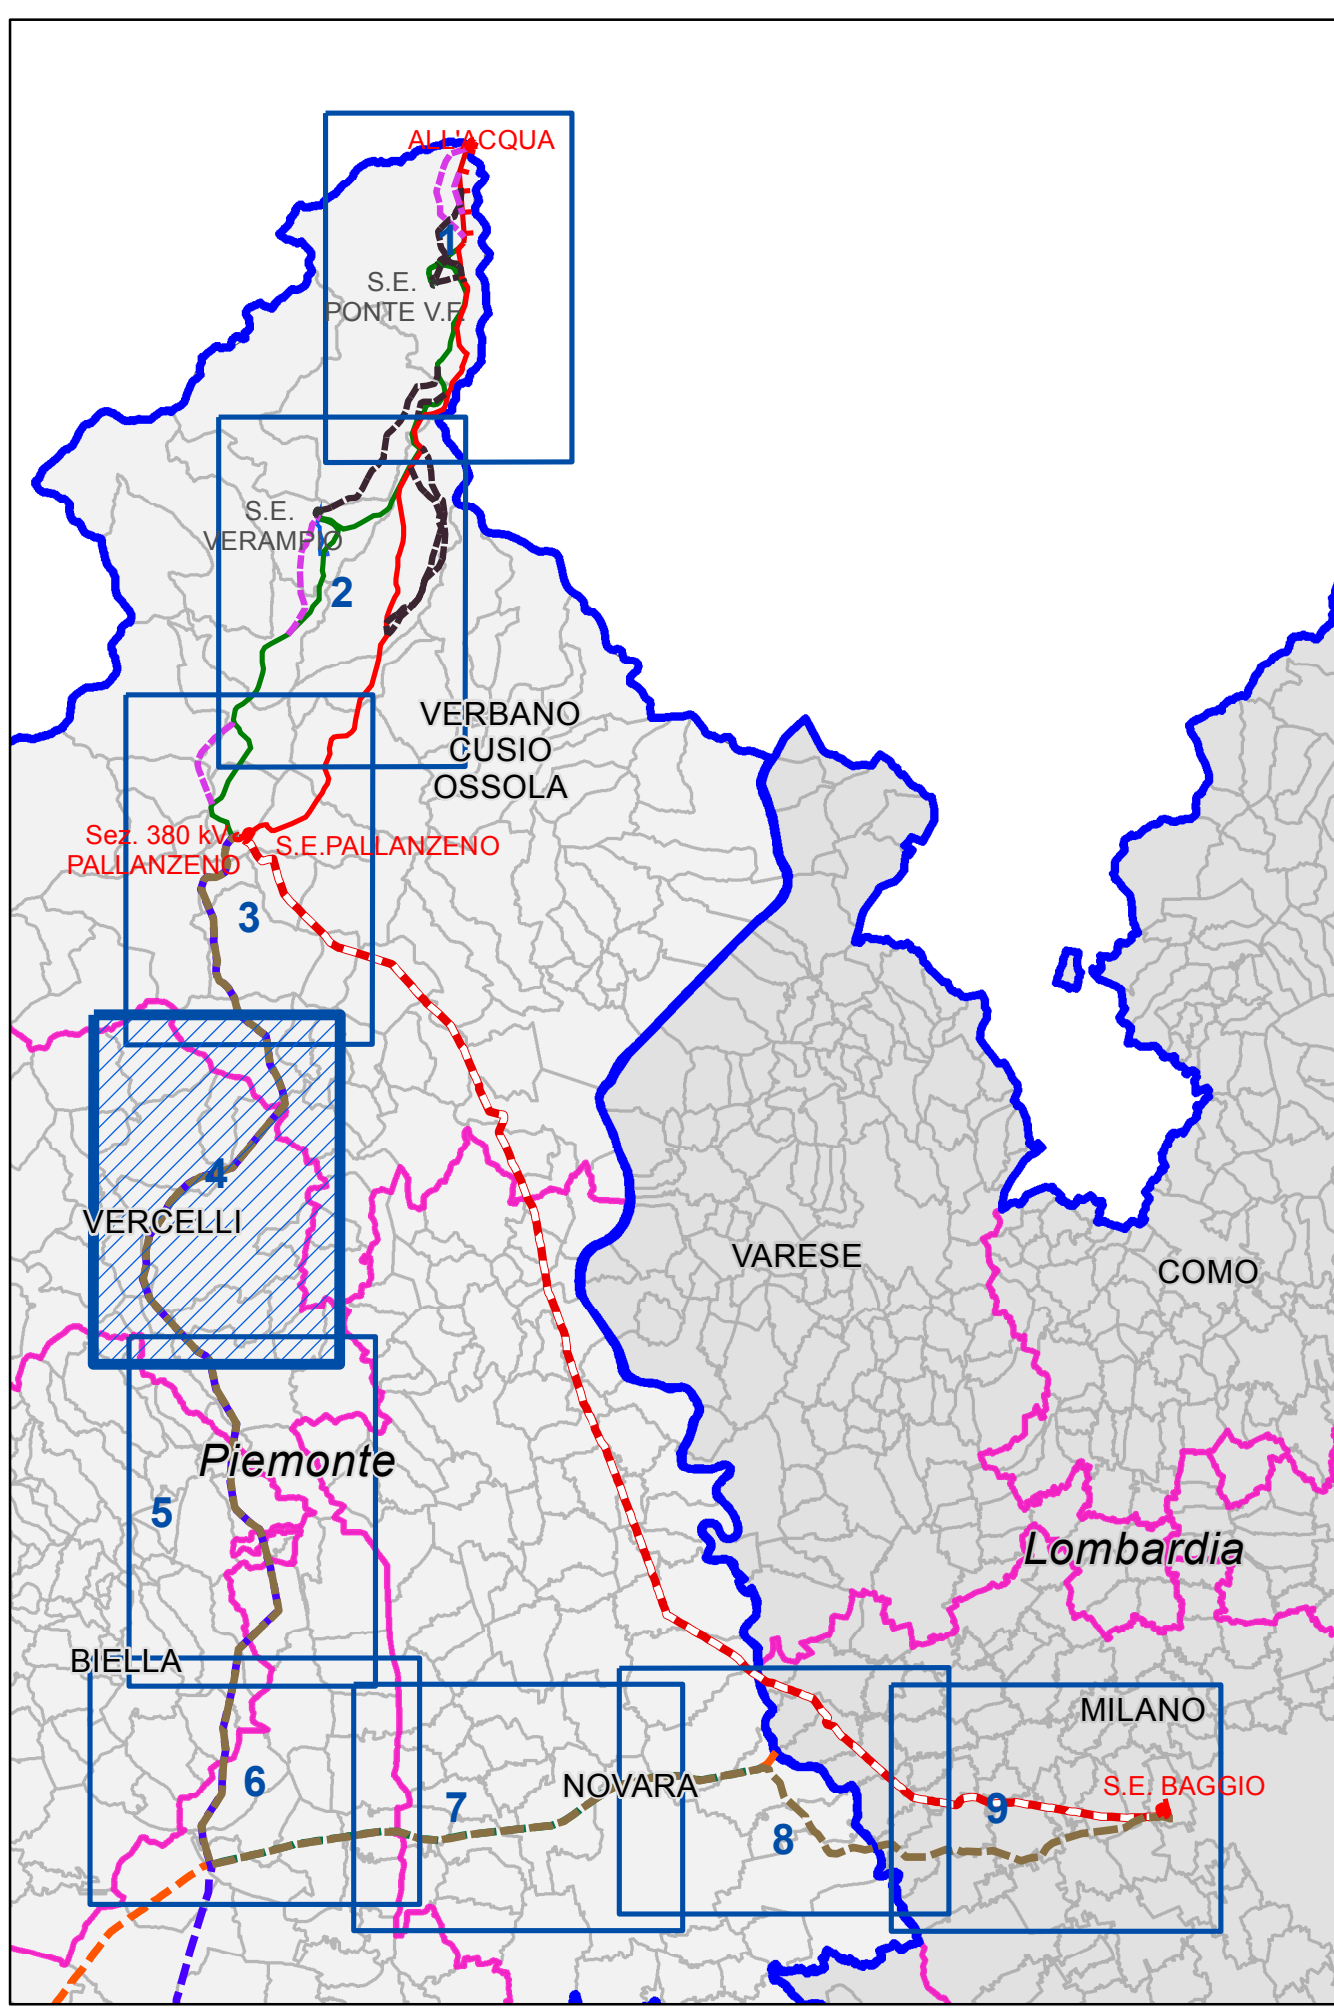 ALL'ACQUA
1
S.E.
PONTE V.F.
S.E.
VERAMPIO
2
VERBANO
CUSIO
OSSOLA
Sez. 380 kV
PALLANZENO
S.E.PALLANZENO
3
4
VERCELLI
VARESE
COMO
Piemonte
5
Lombardia
BIELLA
MILANO
6
NOVARA
S.E. BAGGIO
7
9
8